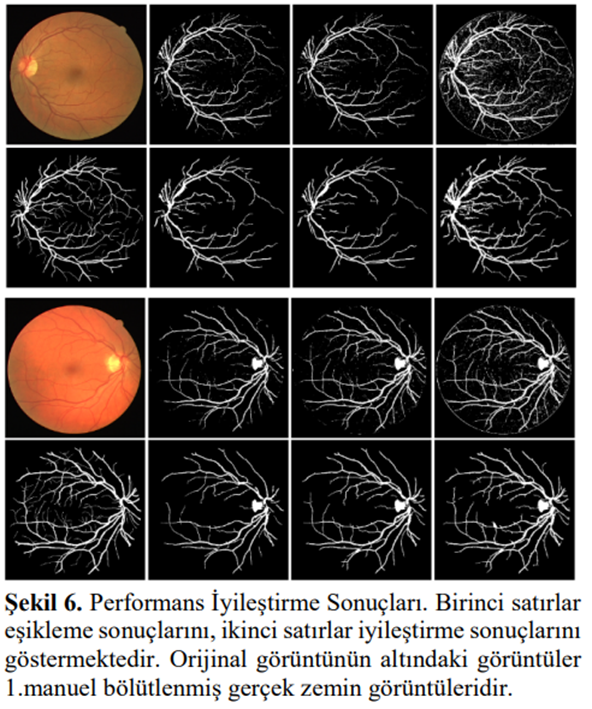 Şekil 6. Performans İyileştirme Sonuçları. Birinci satırlar
eşikleme sonuçlarını, ikinci satırlar iyileştirme sonuçlarını
göstermektedir. Orijinal görüntünün altındaki görüntüler
1.manuel bölütlenmiş gerçek zemin görüntüleridir.